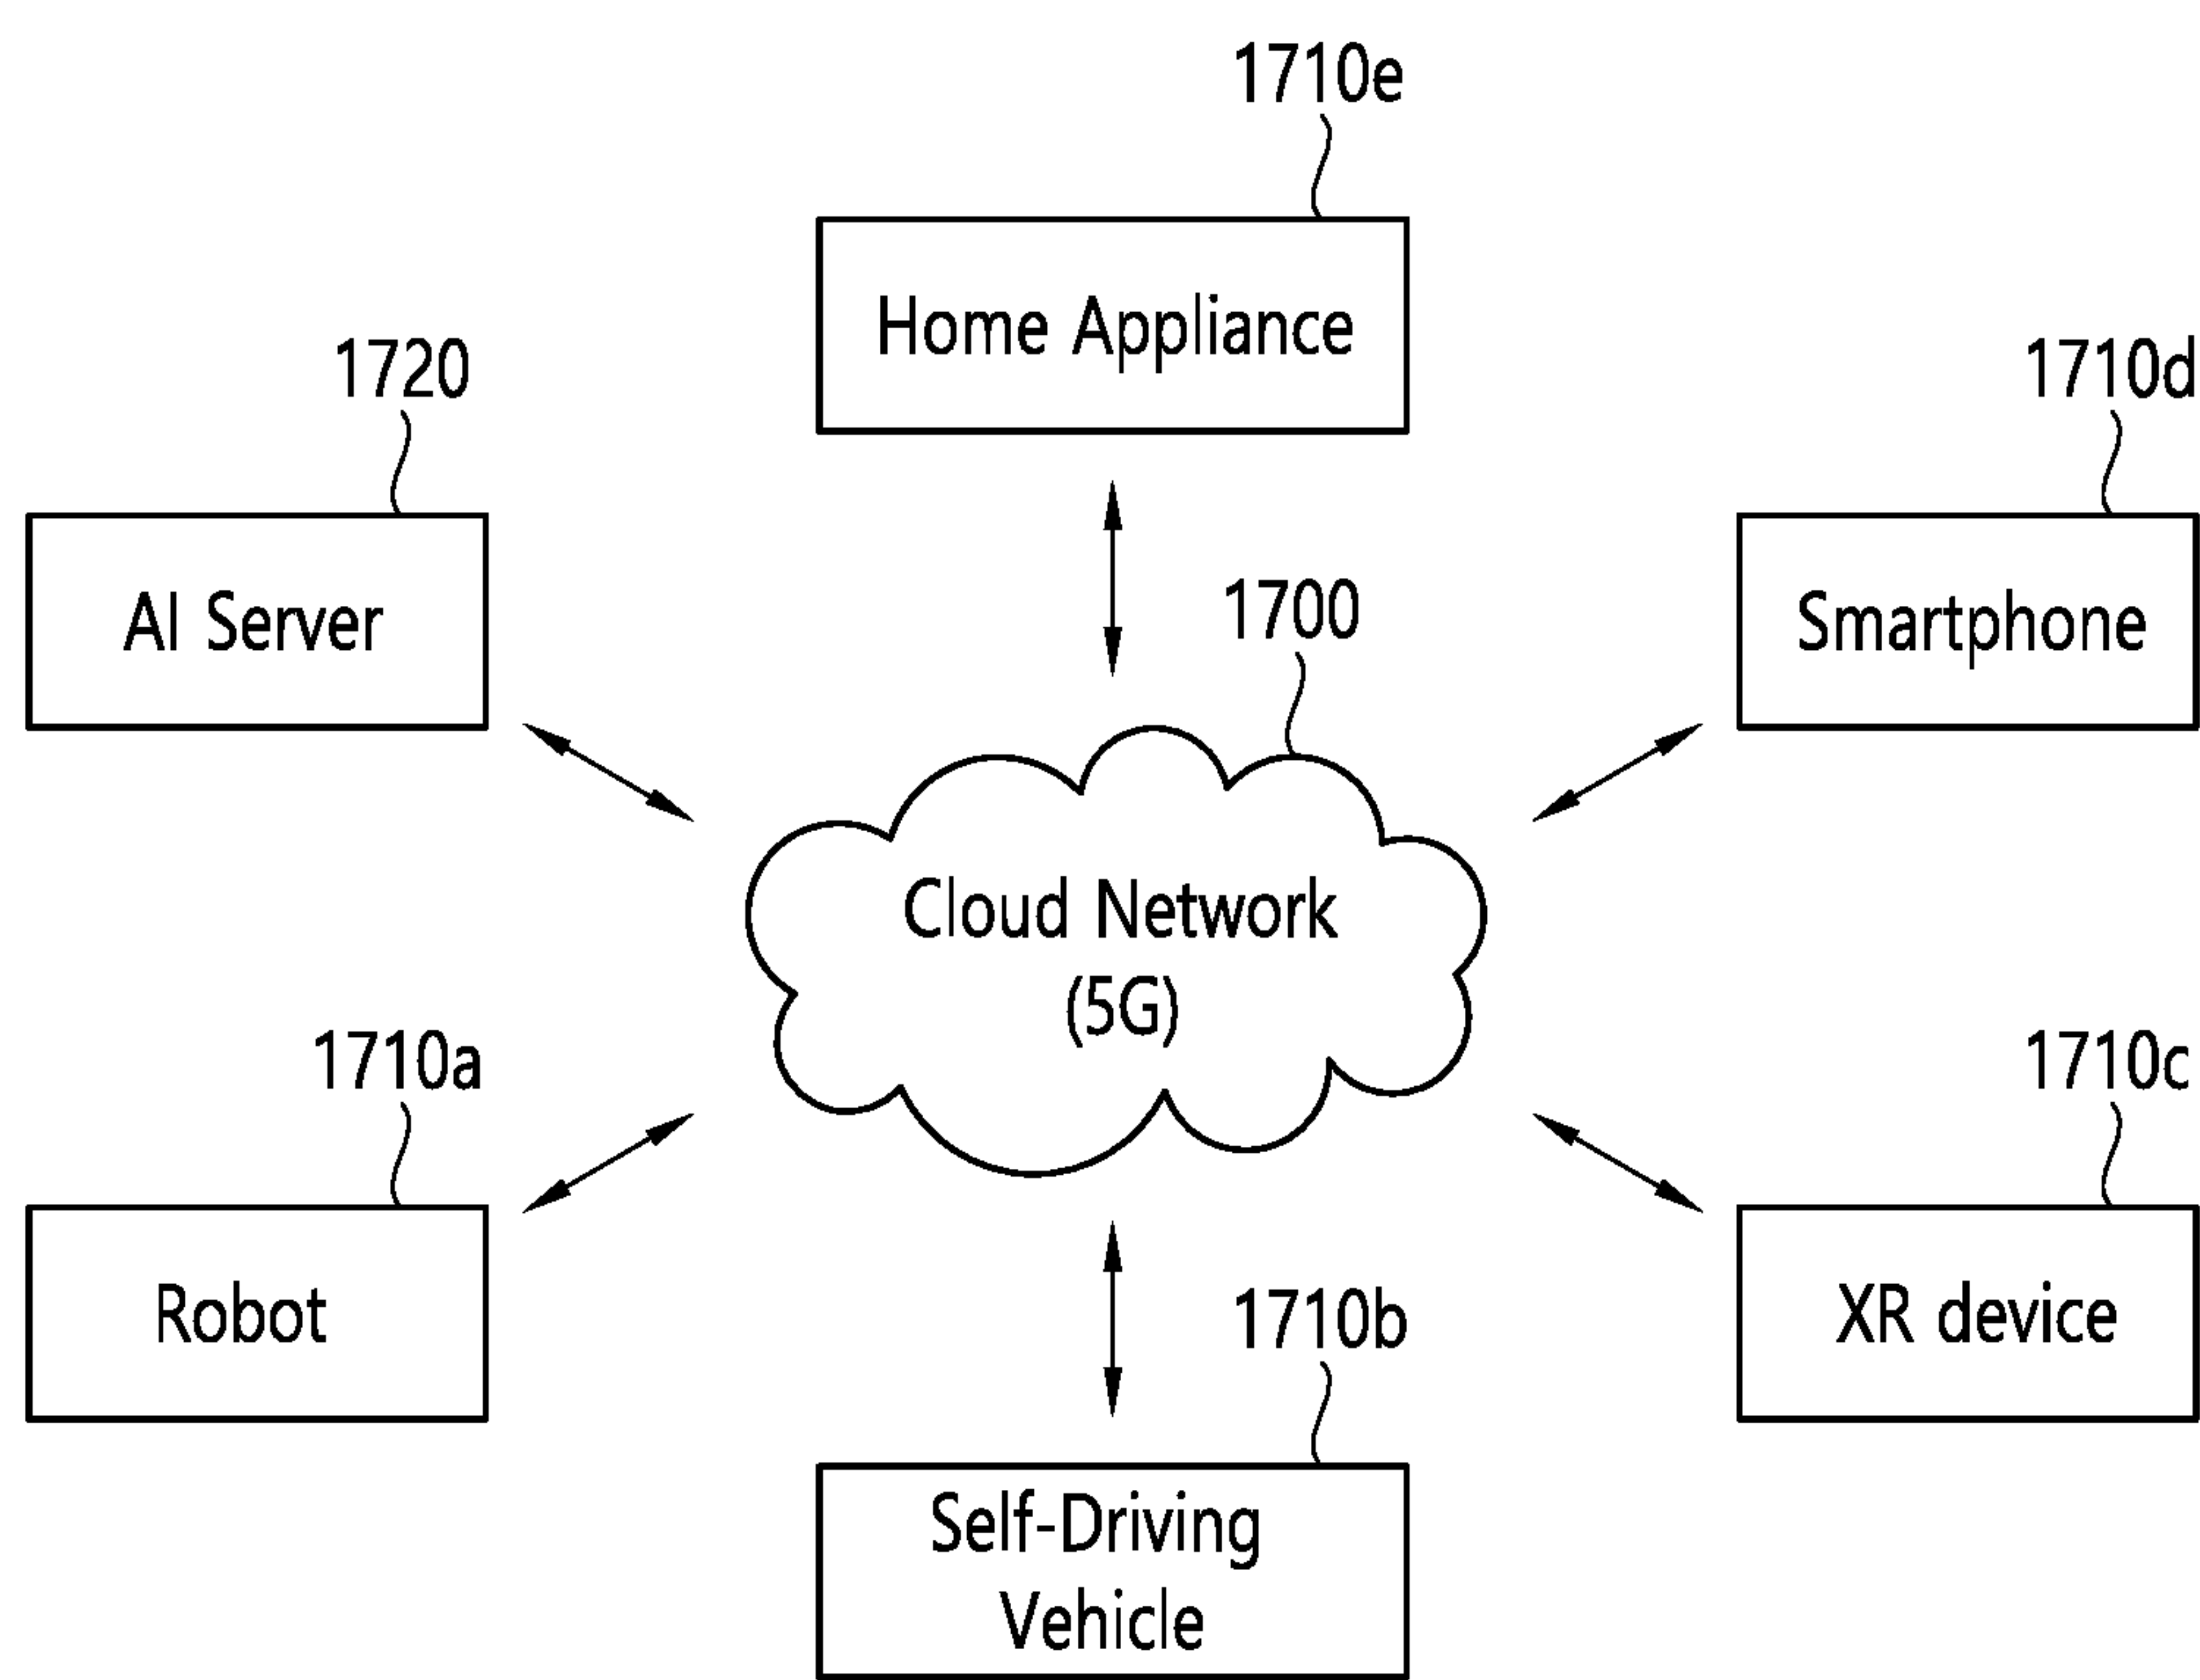 1710e
Home Appliance
1720
1710d
AI Server
1700
Smartphone
Cloud Network
(5G)
1710a
1710c
Robot
1710b
XR device
Self-Driving
Vehicle